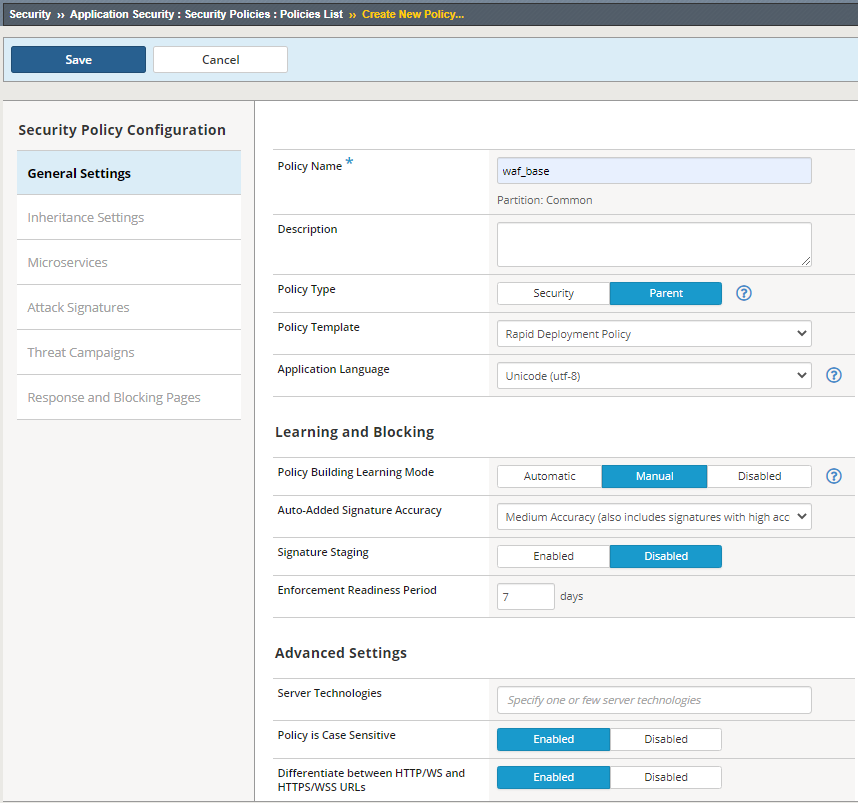 Security ›› Application Security : Security Policies : Policies List ›› Create New Policy...
Save Cancel
Security Policy Configuration
General Settings
Inheritance Settings
Microservices
Attack Signatures
Threat Campaigns
Response and Blocking Pages
Policy Name * waf_base
Partition: Common
Description
Policy Type Security Parent ?
Policy Template Rapid Deployment Policy
Application Language Unicode (utf-8) ?
Learning and Blocking
Policy Building Learning Mode Automatic Manual Disabled ?
Auto-Added Signature Accuracy Medium Accuracy (also includes signatures with high acc
Signature Staging Enabled Disabled
Enforcement Readiness Period 7 days
Advanced Settings
Server Technologies Specify one or few server technologies
Policy is Case Sensitive Enabled Disabled
Differentiate between HTTP/WS and Enabled Disabled
HTTPS/WSS URLs